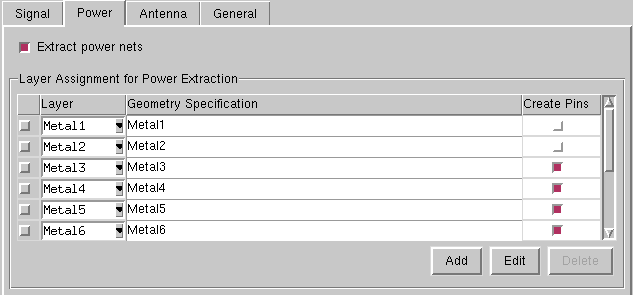 Signal Power Antenna General
Extract power nets
Layer Assignment for Power Extraction
Layer Geometry Specification Create Pins
Metal1 Metal1
Metal2 Metal2
Metal3 Metal3
Metal4 Metal4
Metal5 Metal5
Metal6 Metal6
Add Edit Delete